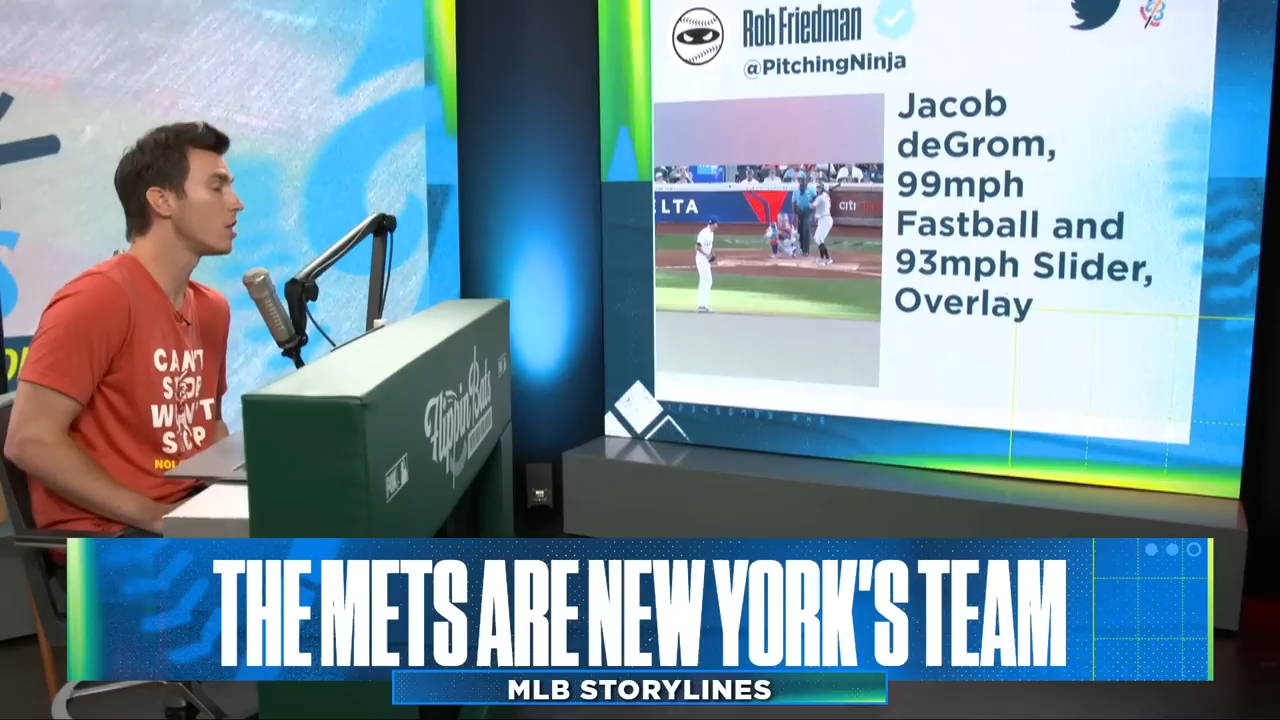 Rob Friedman
@PitchingNinja
Jacob
deGrom,
99mph
Fastball and
93mph Slider,
Overlay
DELTA
citi
CAN'T
STOP
WON'T
STOP
Flippin' Bats
THE METS ARE NEW YORK'S TEAM
MLB STORYLINES